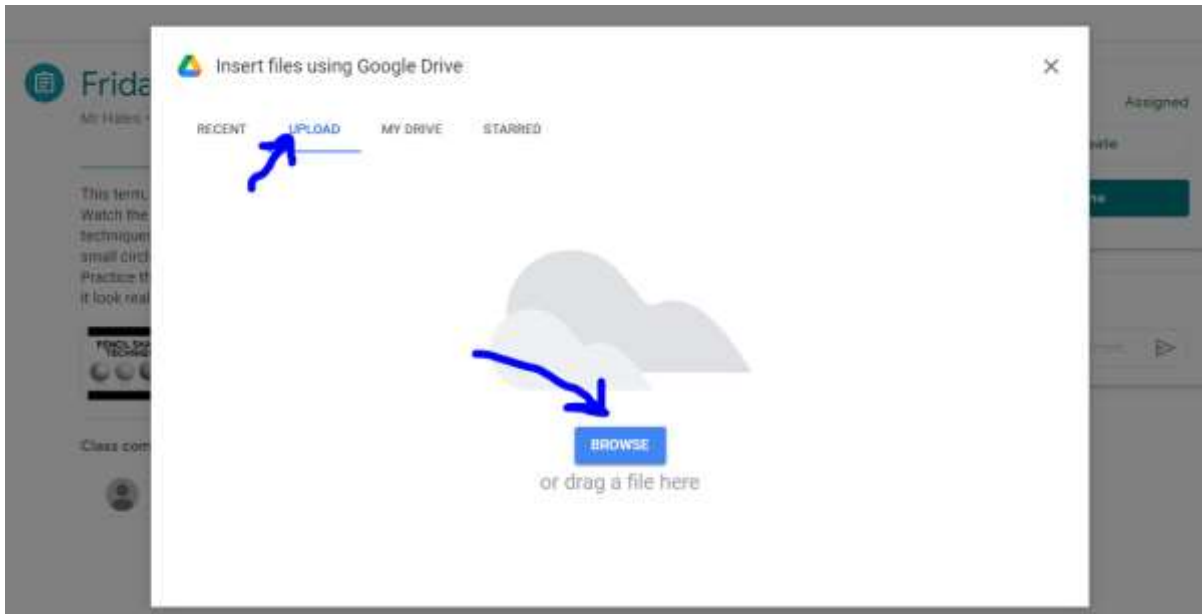 Insert files using Google Drive
RECENT UPLOAD MY DRIVE STARRED
BROWSE
or drag a file here
Frida
Assigned
This term,
Watch the
techniques
small circl
Practice th
it look real
Class com